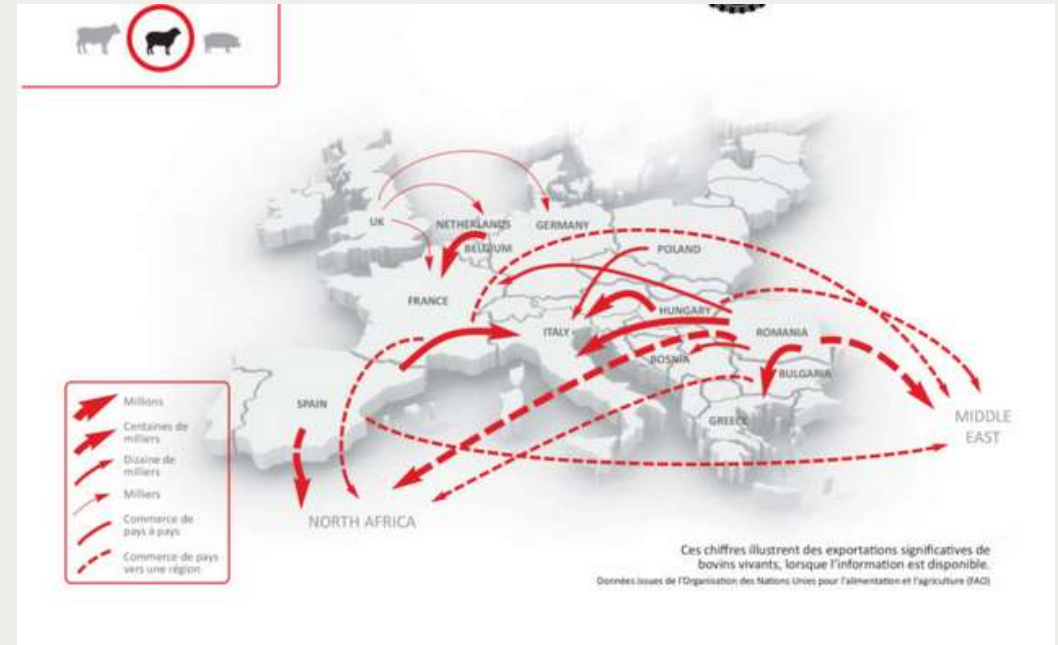 UK
NETHERLANDS
GERMANY
BELGIUM
POLAND
FRANCE
HUNGARY
ITALY
ROMANIA
BOSNIA
BULGARIA
SPAIN
GREECE
MIDDLE
EAST
NORTH AFRICA
Millions
Centaines de
milliers
Dizaine de
milliers
Milliers
Commerce de
pays à pays
Commerce de pays
vers une région
Ces chiffres illustrent des exportations significatives de
bovins vivants, lorsque l'information est disponible.
Données issues de l'Organisation des Nations Unies pour l'alimentation et l'agriculture (FAO)